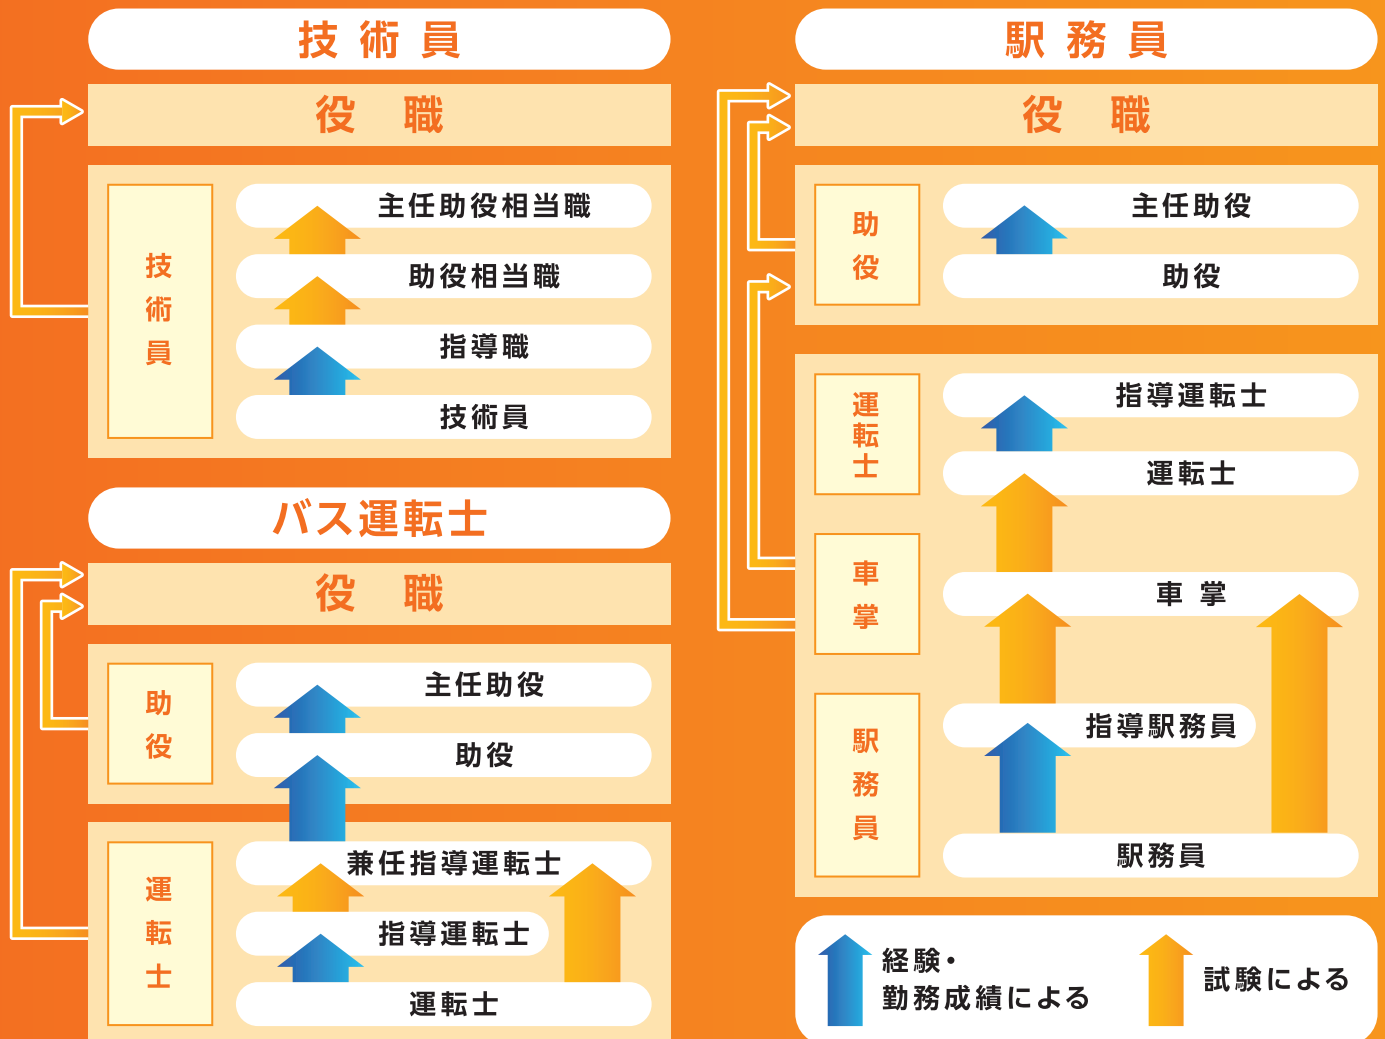 技術員
役職
技術員
主任助役相当職
助役相当職
指導職
技術員
バス運転士
役職
助役
主任助役
助役
運転士
兼任指導運転士
指導運転士
運転士
駅務員
役職
助役
主任助役
助役
運転士
指導運転士
運転士
車掌
車掌
駅務員
指導駅務員
駅務員
経験・
勤務成績による
試験による